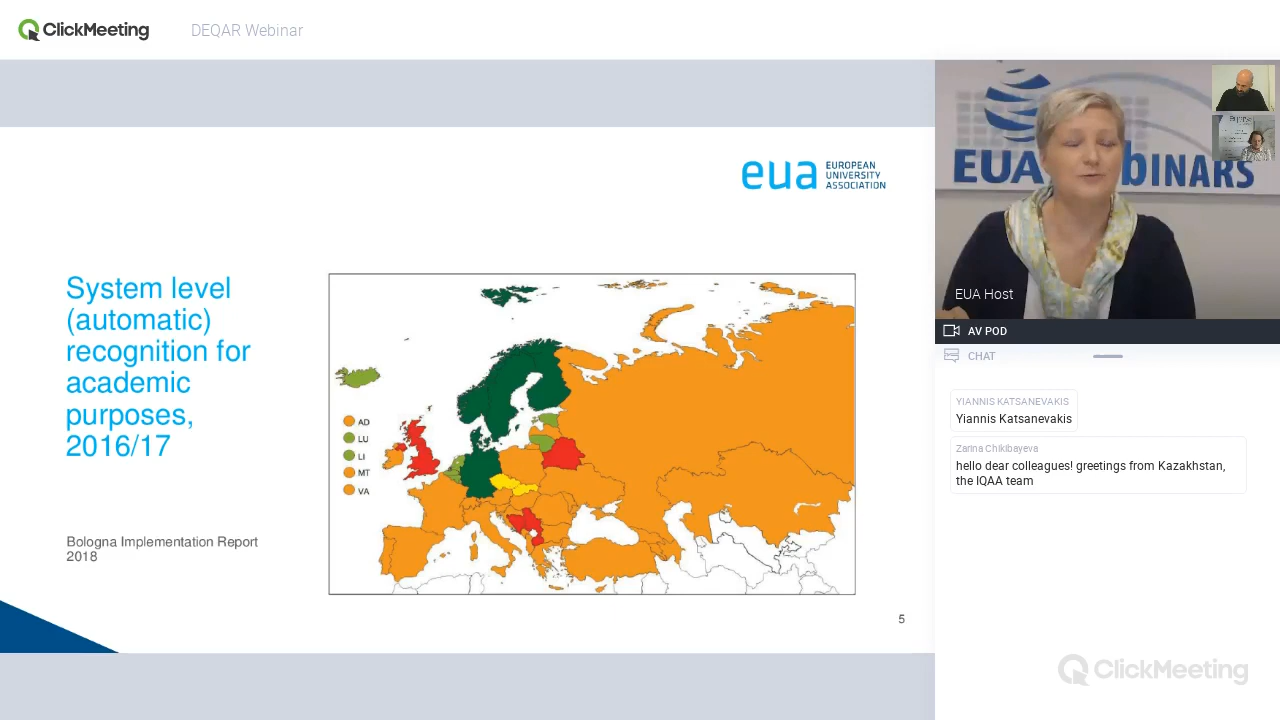 ClickMeeting
DEQAR Webinar
eua EUROPEAN
UNIVERSITY
ASSOCIATION
System level
(automatic)
recognition for
academic
purposes,
2016/17
AD
LU
LI
MT
VA
Bologna Implementation Report
2018
5
EUA WEBINARS
EUA Host
AV POD
CHAT
YIANNIS KATSANEVAKIS
Yiannis Katsanevakis
Zarina Chikibayeva
hello dear colleagues! greetings from Kazakhstan,
the IQAA team
ClickMeeting